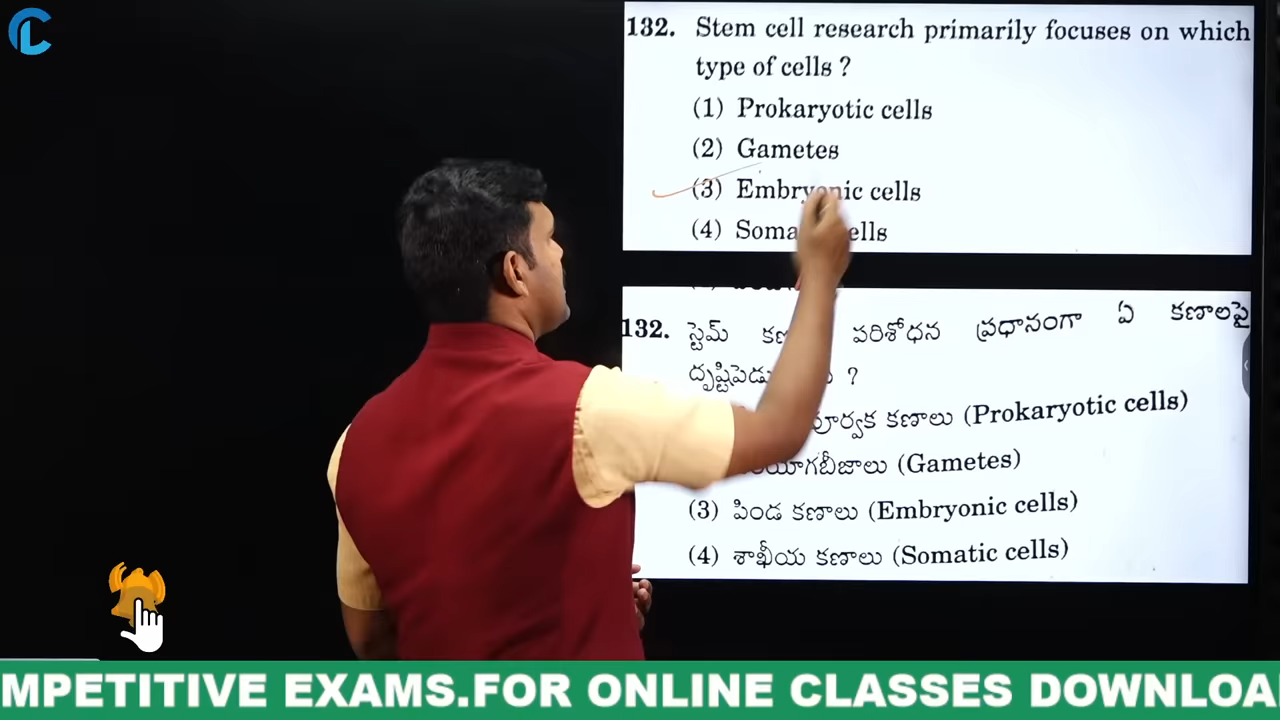 132. Stem cell research primarily focuses on which
type of cells ?
(1) Prokaryotic cells
(2) Gametes
(3) Embryonic cells
(4) cells
132. స్టెమ్ పరిశోధన ప్రధానంగా ఏ కణాలపై
?
కణాలు (Prokaryotic cells)
(Gametes)
(3) పిండ కణాలు (Embryonic cells)
(4) శాఖీయ కణాలు (Somatic cells)
MPETITIVE EXAMS.FOR ONLINE CLASSES DOWNLOA